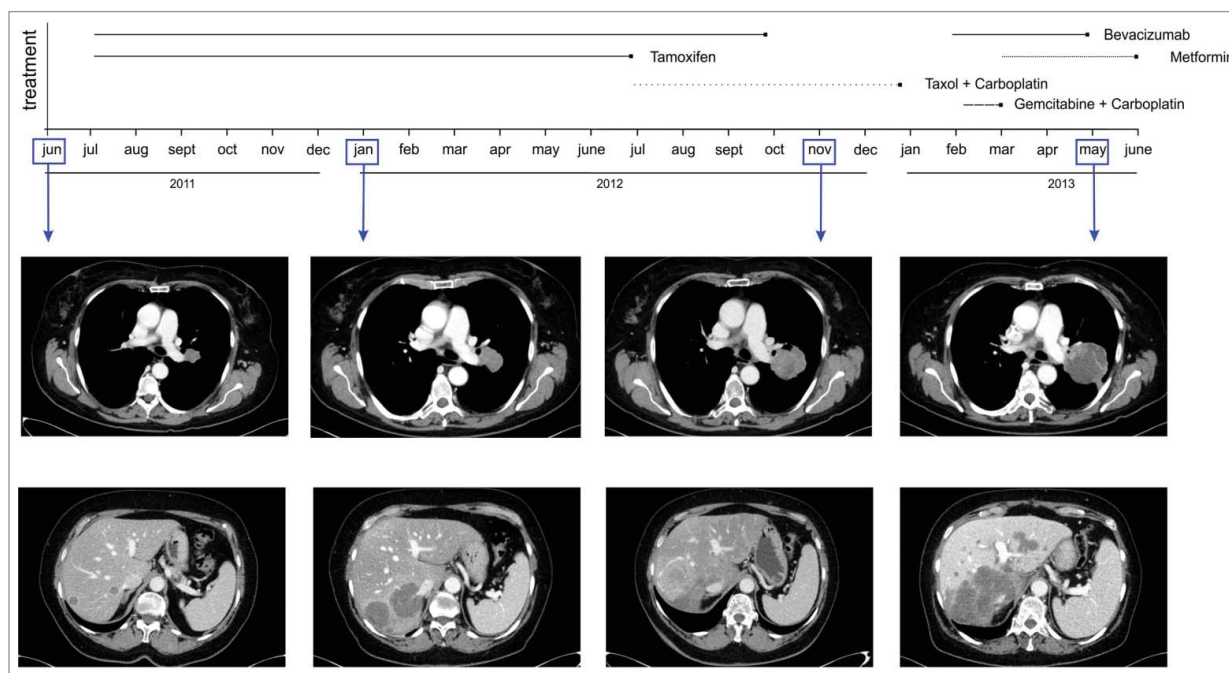 treatment
Bevacizumab
Tamoxifen
Metformin
Taxol + Carboplatin
Gemcitabine + Carboplatin
jun jul aug sept oct nov dec jan feb mar apr may june jul aug sept oct nov dec jan feb mar apr may june
2011 2012 2013